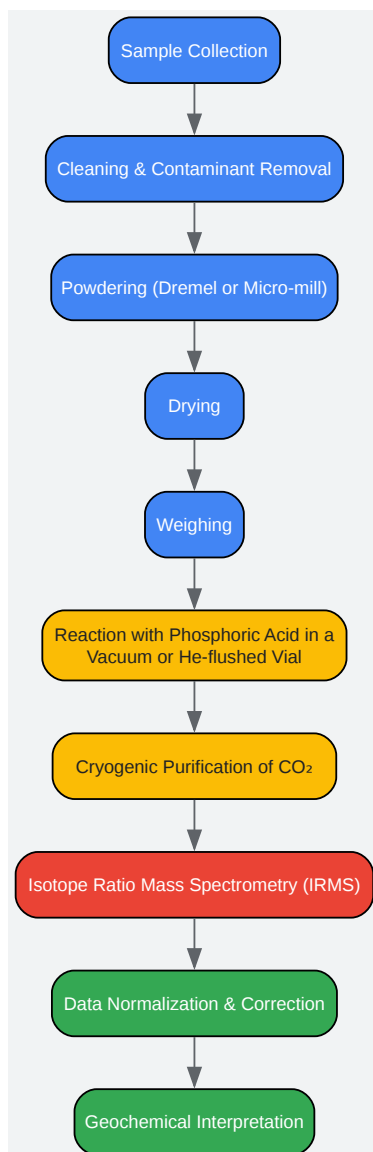 Sample Collection
Cleaning & Contaminant Removal
Powdering (Dremel or Micro-mill)
Drying
Weighing
Reaction with Phosphoric Acid in a
Vacuum or He-flushed Vial
Cryogenic Purification of CO₂
Isotope Ratio Mass Spectrometry (IRMS)
Data Normalization & Correction
Geochemical Interpretation